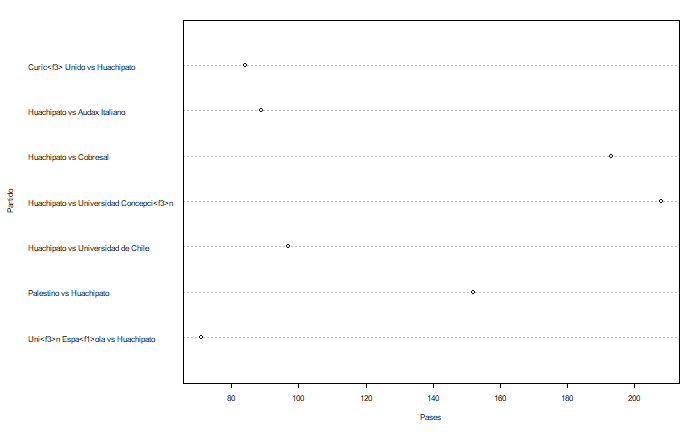 Curic<f3> Unido vs Huachipato
Huachipato vs Audax Italiano
Huachipato vs Cobresal
Huachipato vs Universidad Concepci<f3>n
Huachipato vs Universidad de Chile
Palestino vs Huachipato
Uni<f3>n Espa<f1>ola vs Huachipato
Partido
80 100 120 140 160 180 200
Pases